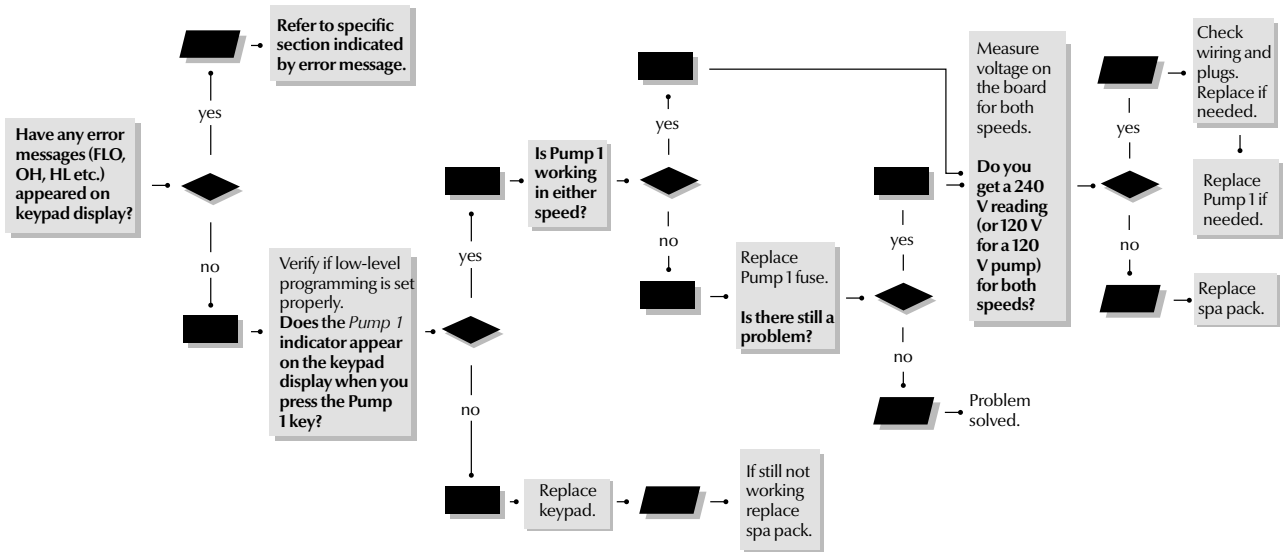 Have any error
messages (FLO,
OH, HL etc.)
appeared on
keypad display?
yes
Refer to specific
section indicated
by error message.
no
Verify if low-level
programming is set
properly.
Does the Pump 1
indicator appear
on the keypad
display when you
press the Pump
1 key?
yes
Is Pump 1
working
in either
speed?
yes
no
Replace
Pump 1 fuse.
Is there still a
problem?
yes
no
Problem
solved.
Measure
voltage on
the board
for both
speeds.
Do you
get a 240
V reading
(or 120 V
for a 120
V pump)
for both
speeds?
yes
Check
wiring and
plugs.
Replace if
needed.
Replace
Pump 1 if
needed.
no
Replace
spa pack.
no
Replace
keypad.
If still not
working
replace
spa pack.